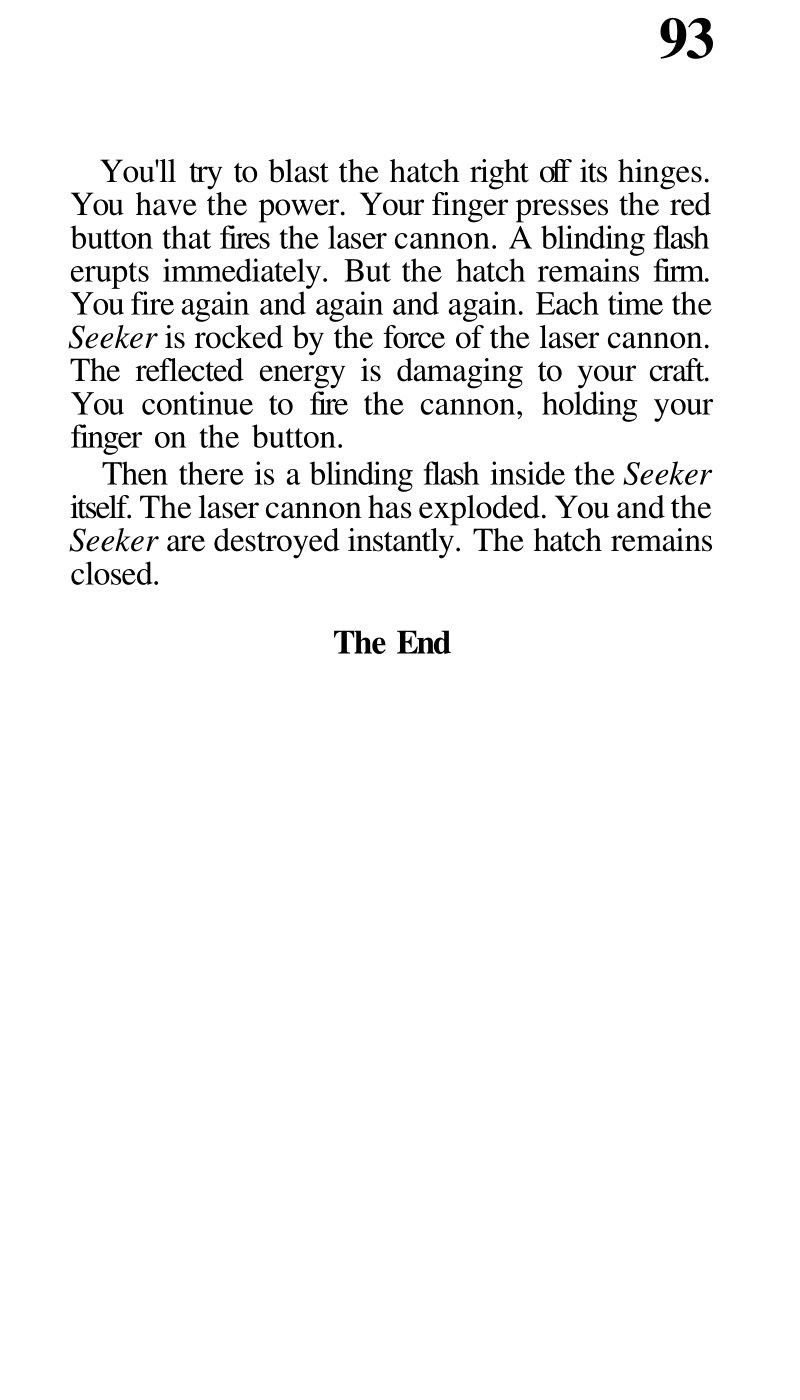 93
You'll try to blast the hatch right off its hinges.
You have the power. Your finger presses the red
button that fires the laser cannon. A blinding flash
erupts immediately. But the hatch remains firm.
You fire again and again and again. Each time the
Seeker is rocked by the force of the laser cannon.
The reflected energy is damaging to your craft.
You continue to fire the cannon, holding your
finger on the button.
Then there is a blinding flash inside the Seeker
itself. The laser cannon has exploded. You and the
Seeker are destroyed instantly. The hatch remains
closed.
The End